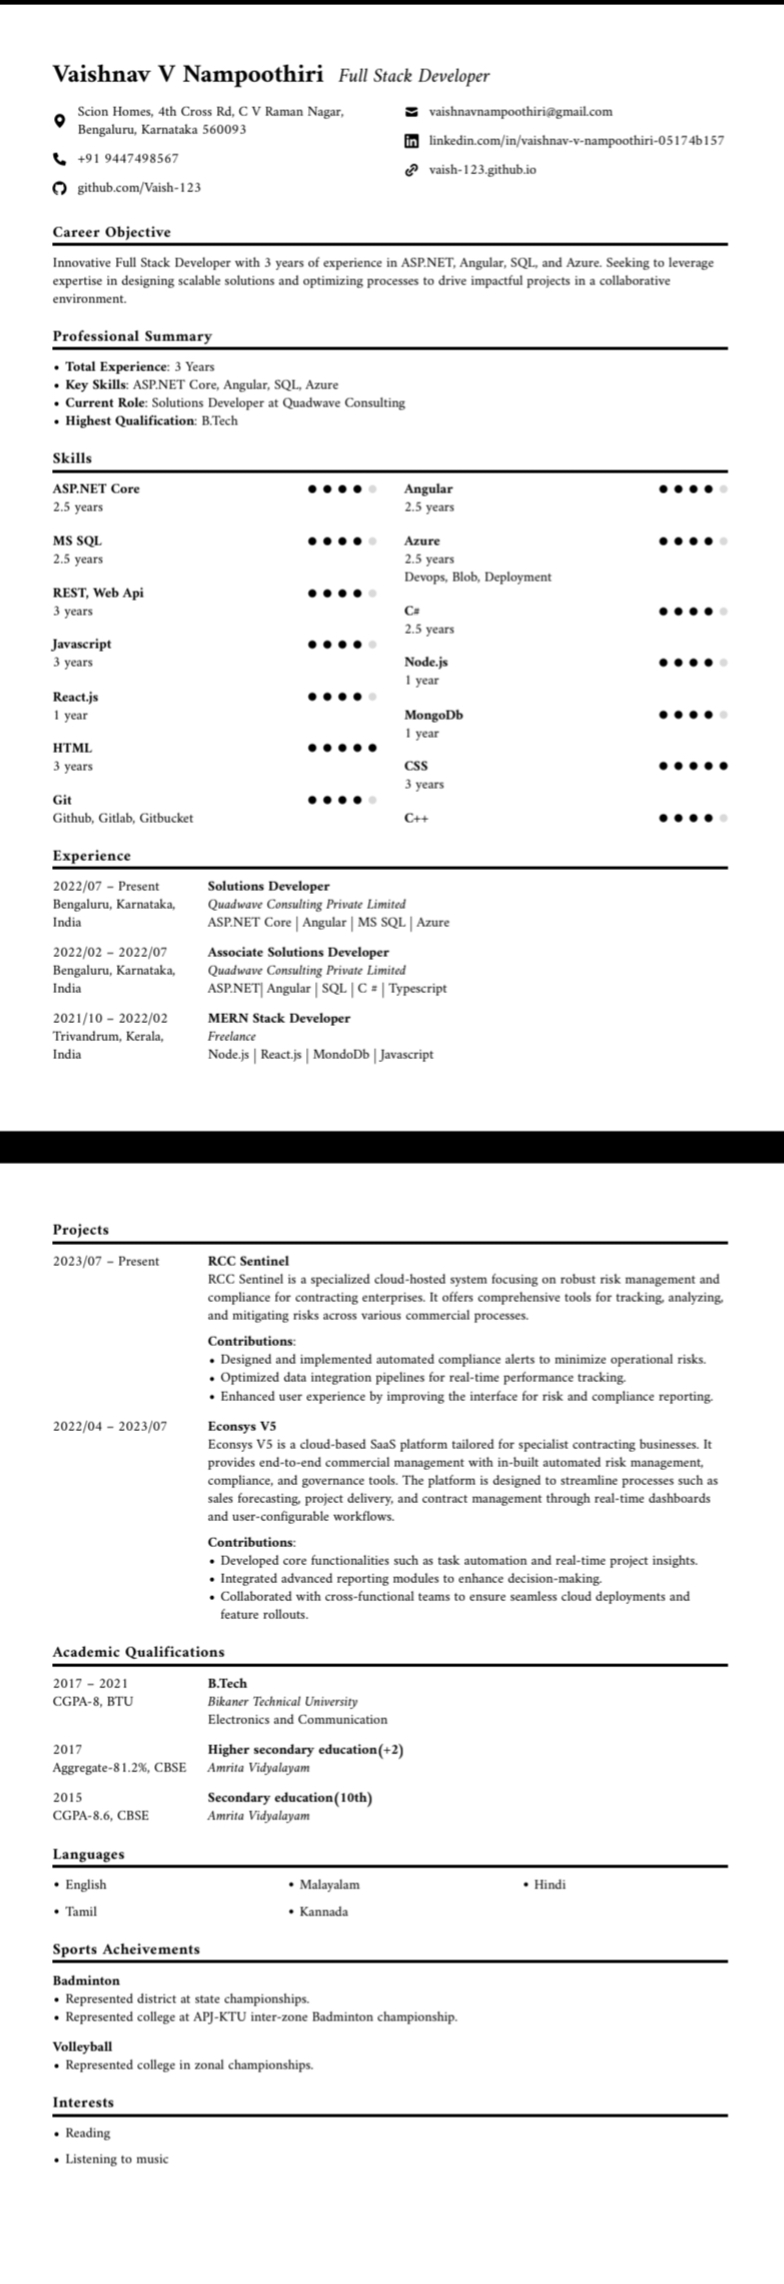 Vaishnav V Nampoothiri Full Stack Developer
Scion Homes, 4th Cross Rd, C V Raman Nagar,
Bengaluru, Karnataka 560093
+91 9447498567
github.com/Vaish-123
vaishnavnampoothiri@gmail.com
linkedin.com/in/vaishnav-v-nampoothiri-05174b157
vaish-123.github.io
Career Objective
Innovative Full Stack Developer with 3 years of experience in ASP.NET, Angular, SQL, and Azure. Seeking to leverage
expertise in designing scalable solutions and optimizing processes to drive impactful projects in a collaborative
environment.
Professional Summary
• Total Experience: 3 Years
• Key Skills: ASP.NET Core, Angular, SQL, Azure
• Current Role: Solutions Developer at Quadwave Consulting
• Highest Qualification: B.Tech
Skills
ASP.NET Core
2.5 years
MS SQL
2.5 years
REST, Web Api
3 years
Javascript
3 years
React.js
1 year
HTML
3 years
Git
Github, Gitlab, Gitbucket
Angular
2.5 years
Azure
2.5 years
Devops, Blob, Deployment
C#
2.5 years
Node.js
1 year
MongoDb
1 year
CSS
3 years
C++
Experience
2022/07 – Present
Bengaluru, Karnataka,
India
Solutions Developer
Quadwave Consulting Private Limited
ASP.NET Core | Angular | MS SQL | Azure
2022/02 – 2022/07
Bengaluru, Karnataka,
India
Associate Solutions Developer
Quadwave Consulting Private Limited
ASP.NET| Angular | SQL | C # | Typescript
2021/10 – 2022/02
Trivandrum, Kerala,
India
MERN Stack Developer
Freelance
Node.js | React.js | MondoDb | Javascript
Projects
2023/07 – Present
RCC Sentinel
RCC Sentinel is a specialized cloud-hosted system focusing on robust risk management and
compliance for contracting enterprises. It offers comprehensive tools for tracking, analyzing,
and mitigating risks across various commercial processes.
Contributions:
• Designed and implemented automated compliance alerts to minimize operational risks.
• Optimized data integration pipelines for real-time performance tracking.
• Enhanced user experience by improving the interface for risk and compliance reporting.
2022/04 – 2023/07
Econsys V5
Econsys V5 is a cloud-based SaaS platform tailored for specialist contracting businesses. It
provides end-to-end commercial management with in-built automated risk management,
compliance, and governance tools. The platform is designed to streamline processes such as
sales forecasting, project delivery, and contract management through real-time dashboards
and user-configurable workflows.
Contributions:
• Developed core functionalities such as task automation and real-time project insights.
• Integrated advanced reporting modules to enhance decision-making.
• Collaborated with cross-functional teams to ensure seamless cloud deployments and
feature rollouts.
Academic Qualifications
2017 – 2021
CGPA-8, BTU
B.Tech
Bikaner Technical University
Electronics and Communication
2017
Aggregate-81.2%, CBSE
Higher secondary education(+2)
Amrita Vidyalayam
2015
CGPA-8.6, CBSE
Secondary education(10th)
Amrita Vidyalayam
Languages
• English
• Malayalam
• Hindi
• Tamil
• Kannada
Sports Acheivements
Badminton
• Represented district at state championships.
• Represented college at APJ-KTU inter-zone Badminton championship.
Volleyball
• Represented college in zonal championships.
Interests
• Reading
• Listening to music